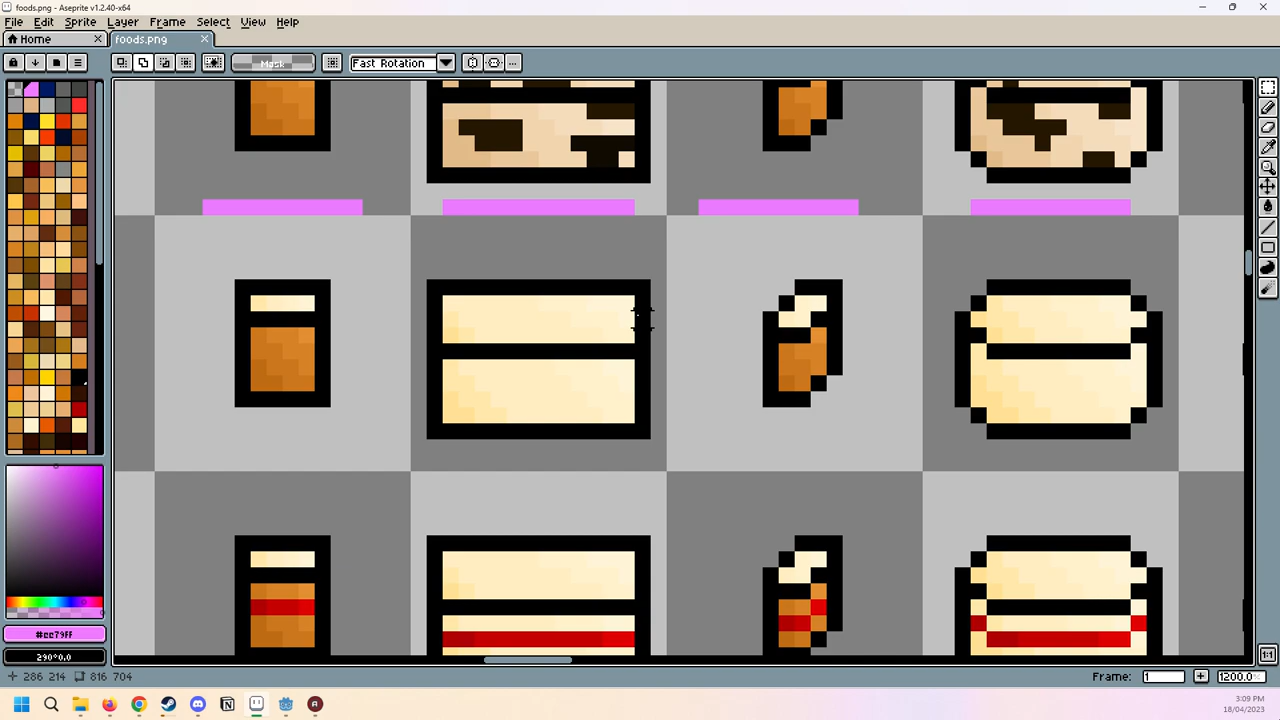 foods.png - Aseprite v1.2.40-x64
File Edit Sprite Layer Frame Select View Help
Home foods.png
Mask Fast Rotation
#ee79ff
290°0.0
286 214 816 704 Frame: 1 1200.0%
1:1
3:09 PM
18/04/2023